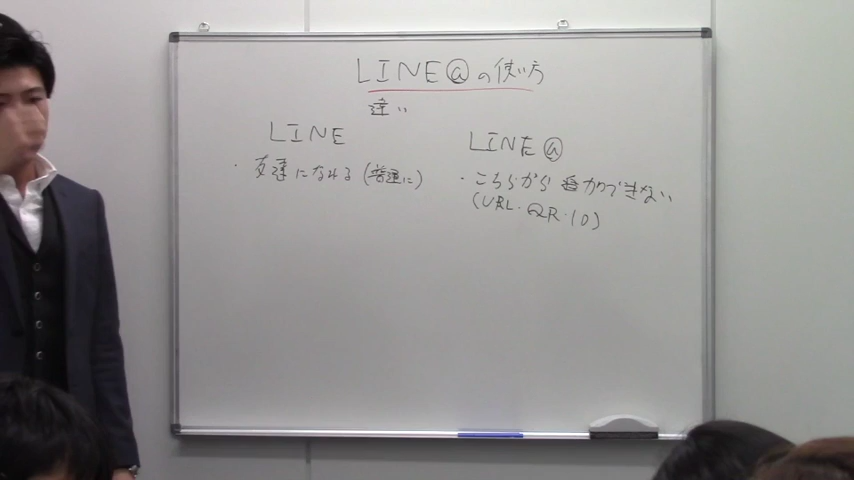 LINE@の使い方
違い
LINE
・友達になれる(普通に)
LINE@
・こちらから追加できない
(URL・QR・ID)